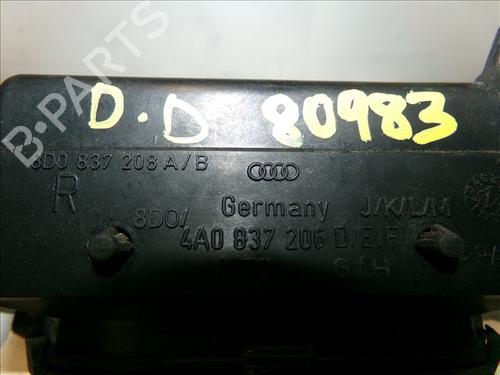 B-PARTS
D.D 80983
8D0 837 208 A/B
R
Germany J/K/L/M
8D0/
4A0 837 206 D/E/F
G/H